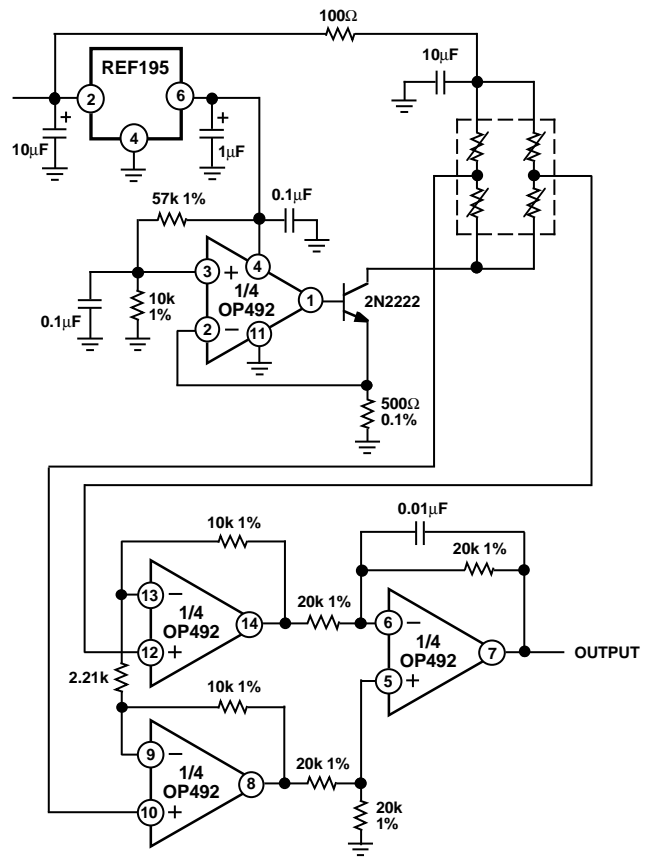 100Ω
REF195
10μF
2
6
+
+
4
10μF
1μF
57k 1%
0.1μF
3
+
4
1/4
OP492
1
2N2222
10k
1%
0.1μF
2
−
11
500Ω
0.1%
0.01μF
10k 1%
20k 1%
13
−
1/4
OP492
14
20k 1%
6
−
1/4
OP492
7
OUTPUT
12
+
2.21k
5
+
10k 1%
9
−
1/4
OP492
8
20k 1%
10
+
20k
1%